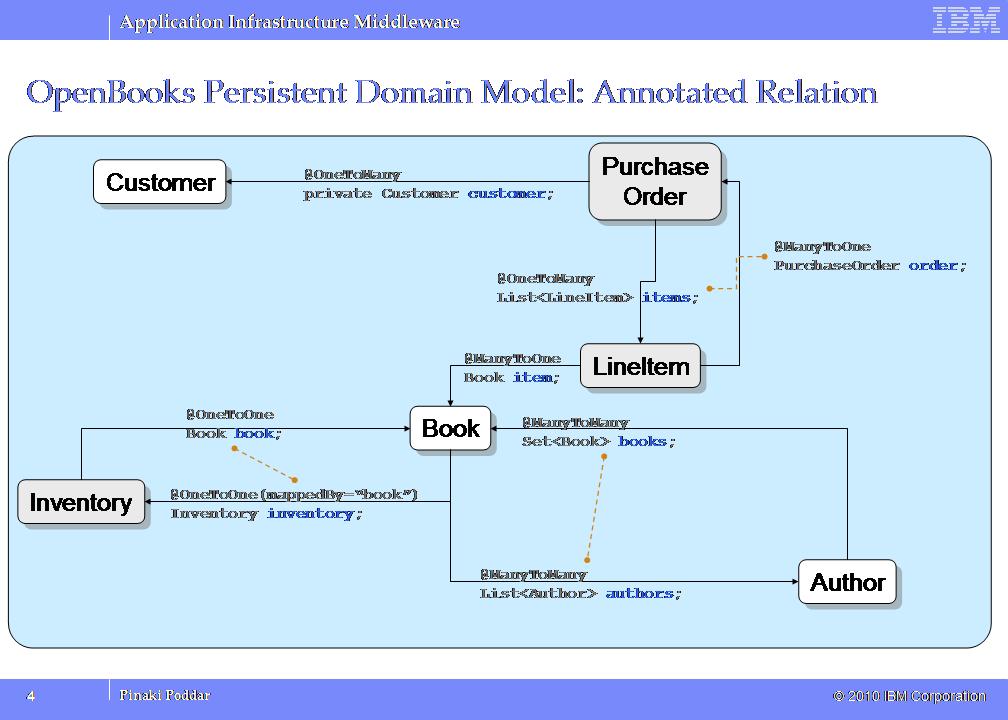 Application Infrastructure Middleware
IBM
OpenBooks Persistent Domain Model: Annotated Relation
Customer
@OneToMany
private Customer customer;
Purchase
Order
@ManyToOne
PurchaseOrder order;
@OneToMany
List<LineItem> items;
@ManyToOne
Book item;
LineItem
@OneToOne
Book book;
Book
@ManyToMany
Set<Book> books;
Inventory
@OneToOne(mappedBy=“book”)
Inventory inventory;
@ManyToMany
List<Author> authors;
Author
4
Pinaki Poddar
© 2010 IBM Corporation